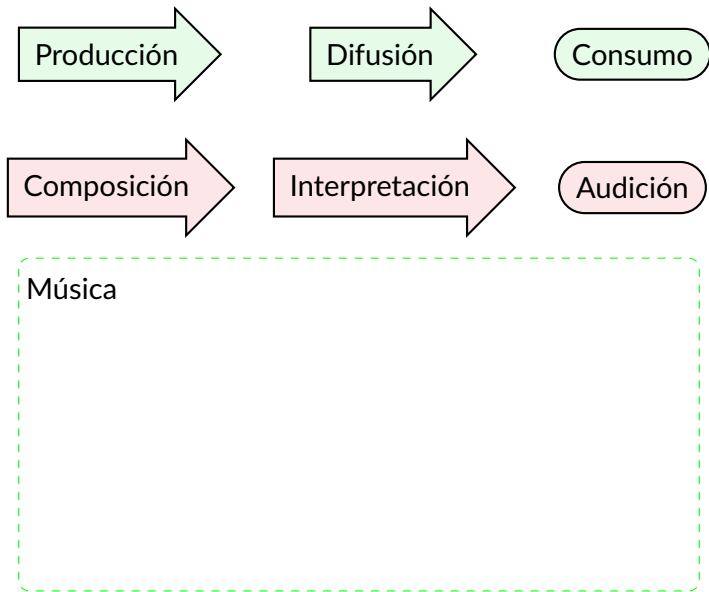 Producción Difusión Consumo
Composición Interpretación Audición
Música